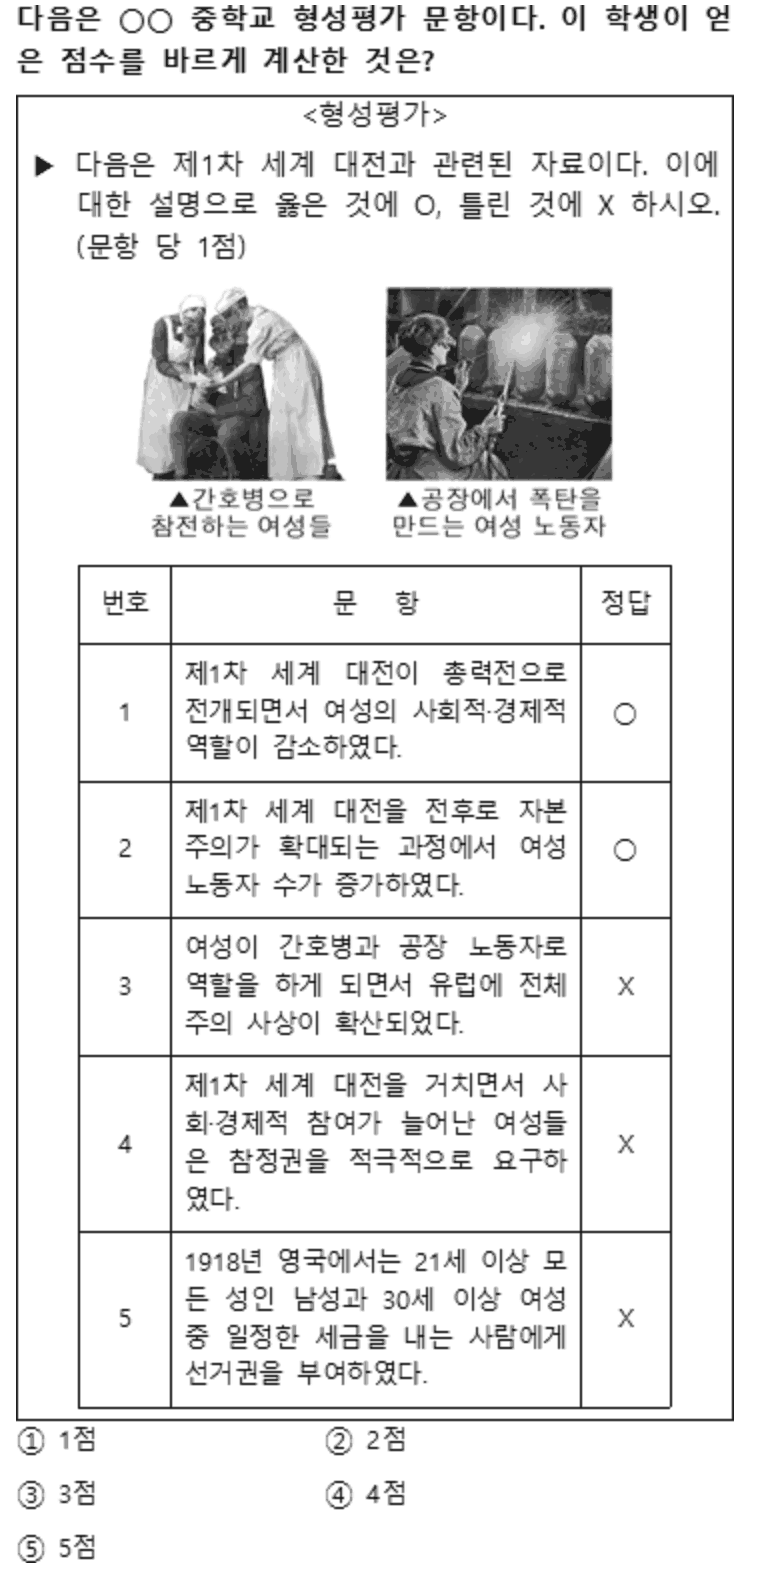 다음은 ○○ 중학교 형성평가 문항이다. 이 학생이 얻
은 점수를 바르게 계산한 것은?
<형성평가>
▶ 다음은 제1차 세계 대전과 관련된 자료이다. 이에
대한 설명으로 옳은 것에 O, 틀린 것에 X 하시오.
(문항 당 1점)
▲간호병으로
참전하는 여성들
▲공장에서 폭탄을
만드는 여성 노동자
번호 문 항 정답
제1차 세계 대전이 총력전으로
1 전개되면서 여성의 사회적·경제적 ○
역할이 감소하였다.
제1차 세계 대전을 전후로 자본
2 주의가 확대되는 과정에서 여성 ○
노동자 수가 증가하였다.
여성이 간호병과 공장 노동자로
3 역할을 하게 되면서 유럽에 전체 X
주의 사상이 확산되었다.
제1차 세계 대전을 거치면서 사
회·경제적 참여가 늘어난 여성들
4 은 참정권을 적극적으로 요구하 X
였다.
1918년 영국에서는 21세 이상 모
든 성인 남성과 30세 이상 여성
5 중 일정한 세금을 내는 사람에게 X
선거권을 부여하였다.
① 1점 ② 2점
③ 3점 ④ 4점
⑤ 5점